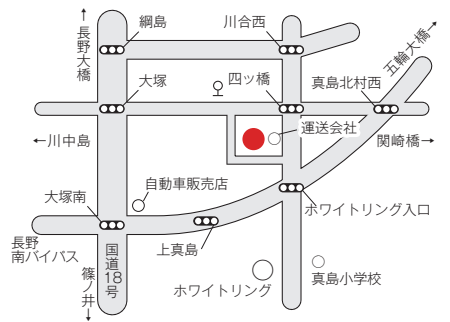 ↑長野大橋
綱島
川合西
五輪大橋→
大塚
四ツ橋
真島北村西
運送会社
←川中島
関崎橋→
自動車販売店
大塚南
ホワイトリング入口
長野
南バイパス
国道18号
上真島
篠ノ井→
ホワイトリング
真島小学校